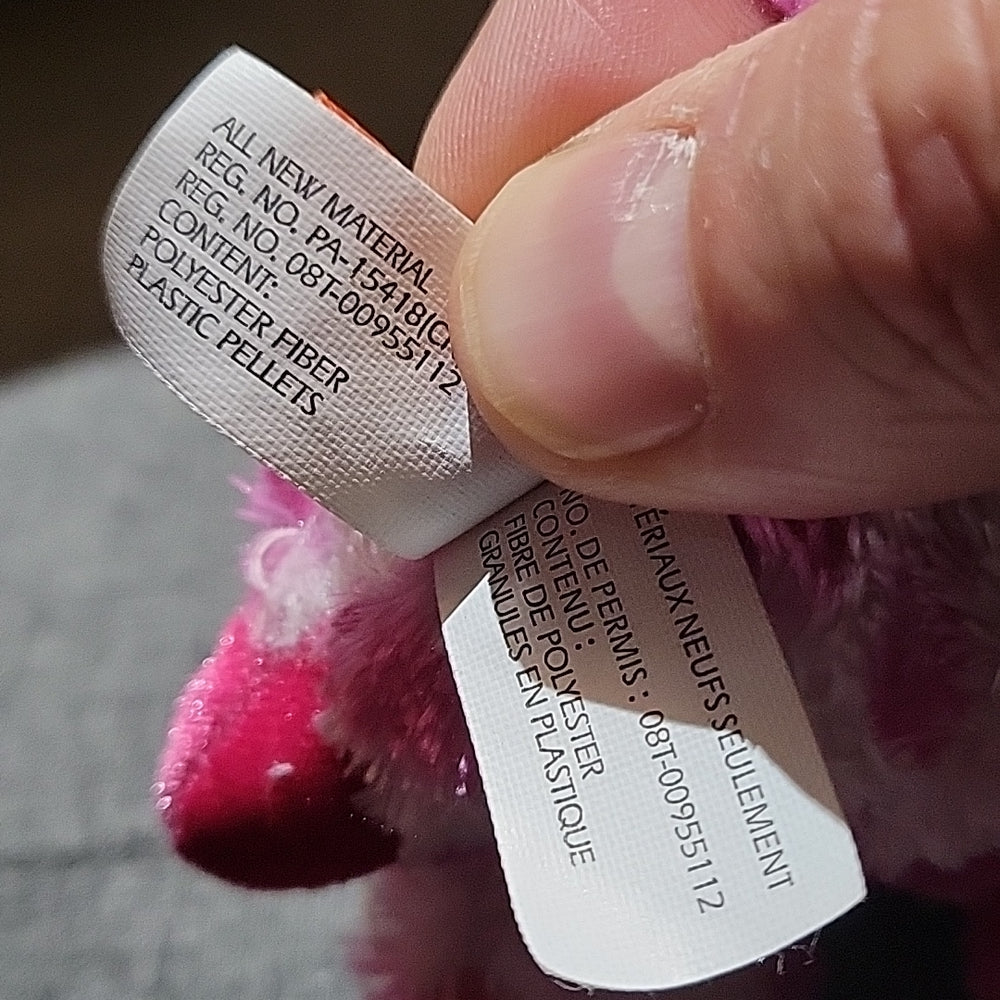 ALL NEW MATERIAL
REG. NO. PA-15418(C
REG. NO. 08T-00955112
CONTENT:
POLYESTER FIBER
PLASTIC PELLETS
ÉRIAUX NEUFS SEULEMENT
NO. DE PERMIS : 08T-00955112
CONTENU :
FIBRE DE POLYESTER
GRANULES EN PLASTIQUE